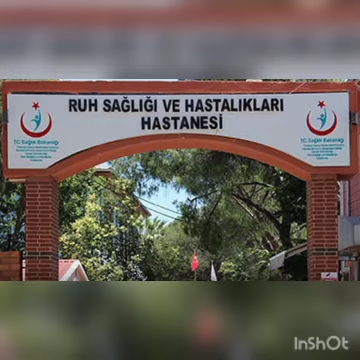 RUH SAĞLIĞI VE HASTALIKLARI
HASTANESİ
TC Sağlık Bakanlığı
TC Sağlık Bakanlığı
InShOt